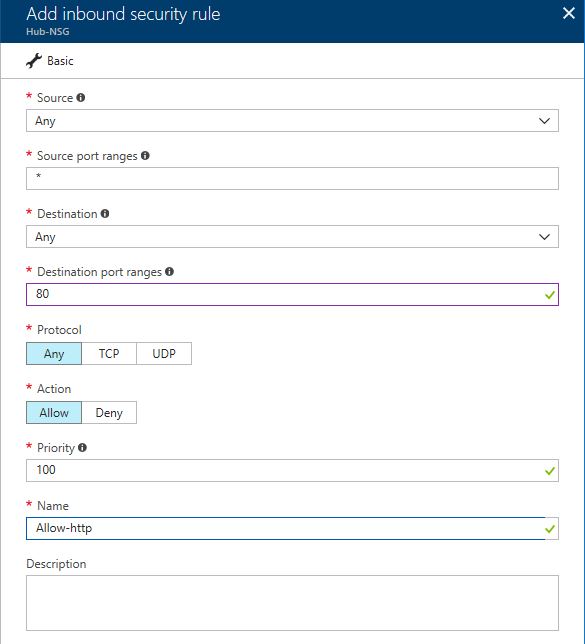 Add inbound security rule
Hub-NSG
Basic
* Source
Any
* Source port ranges
*
* Destination
Any
* Destination port ranges
80
* Protocol
Any TCP UDP
* Action
Allow Deny
* Priority
100
* Name
Allow-http
Description